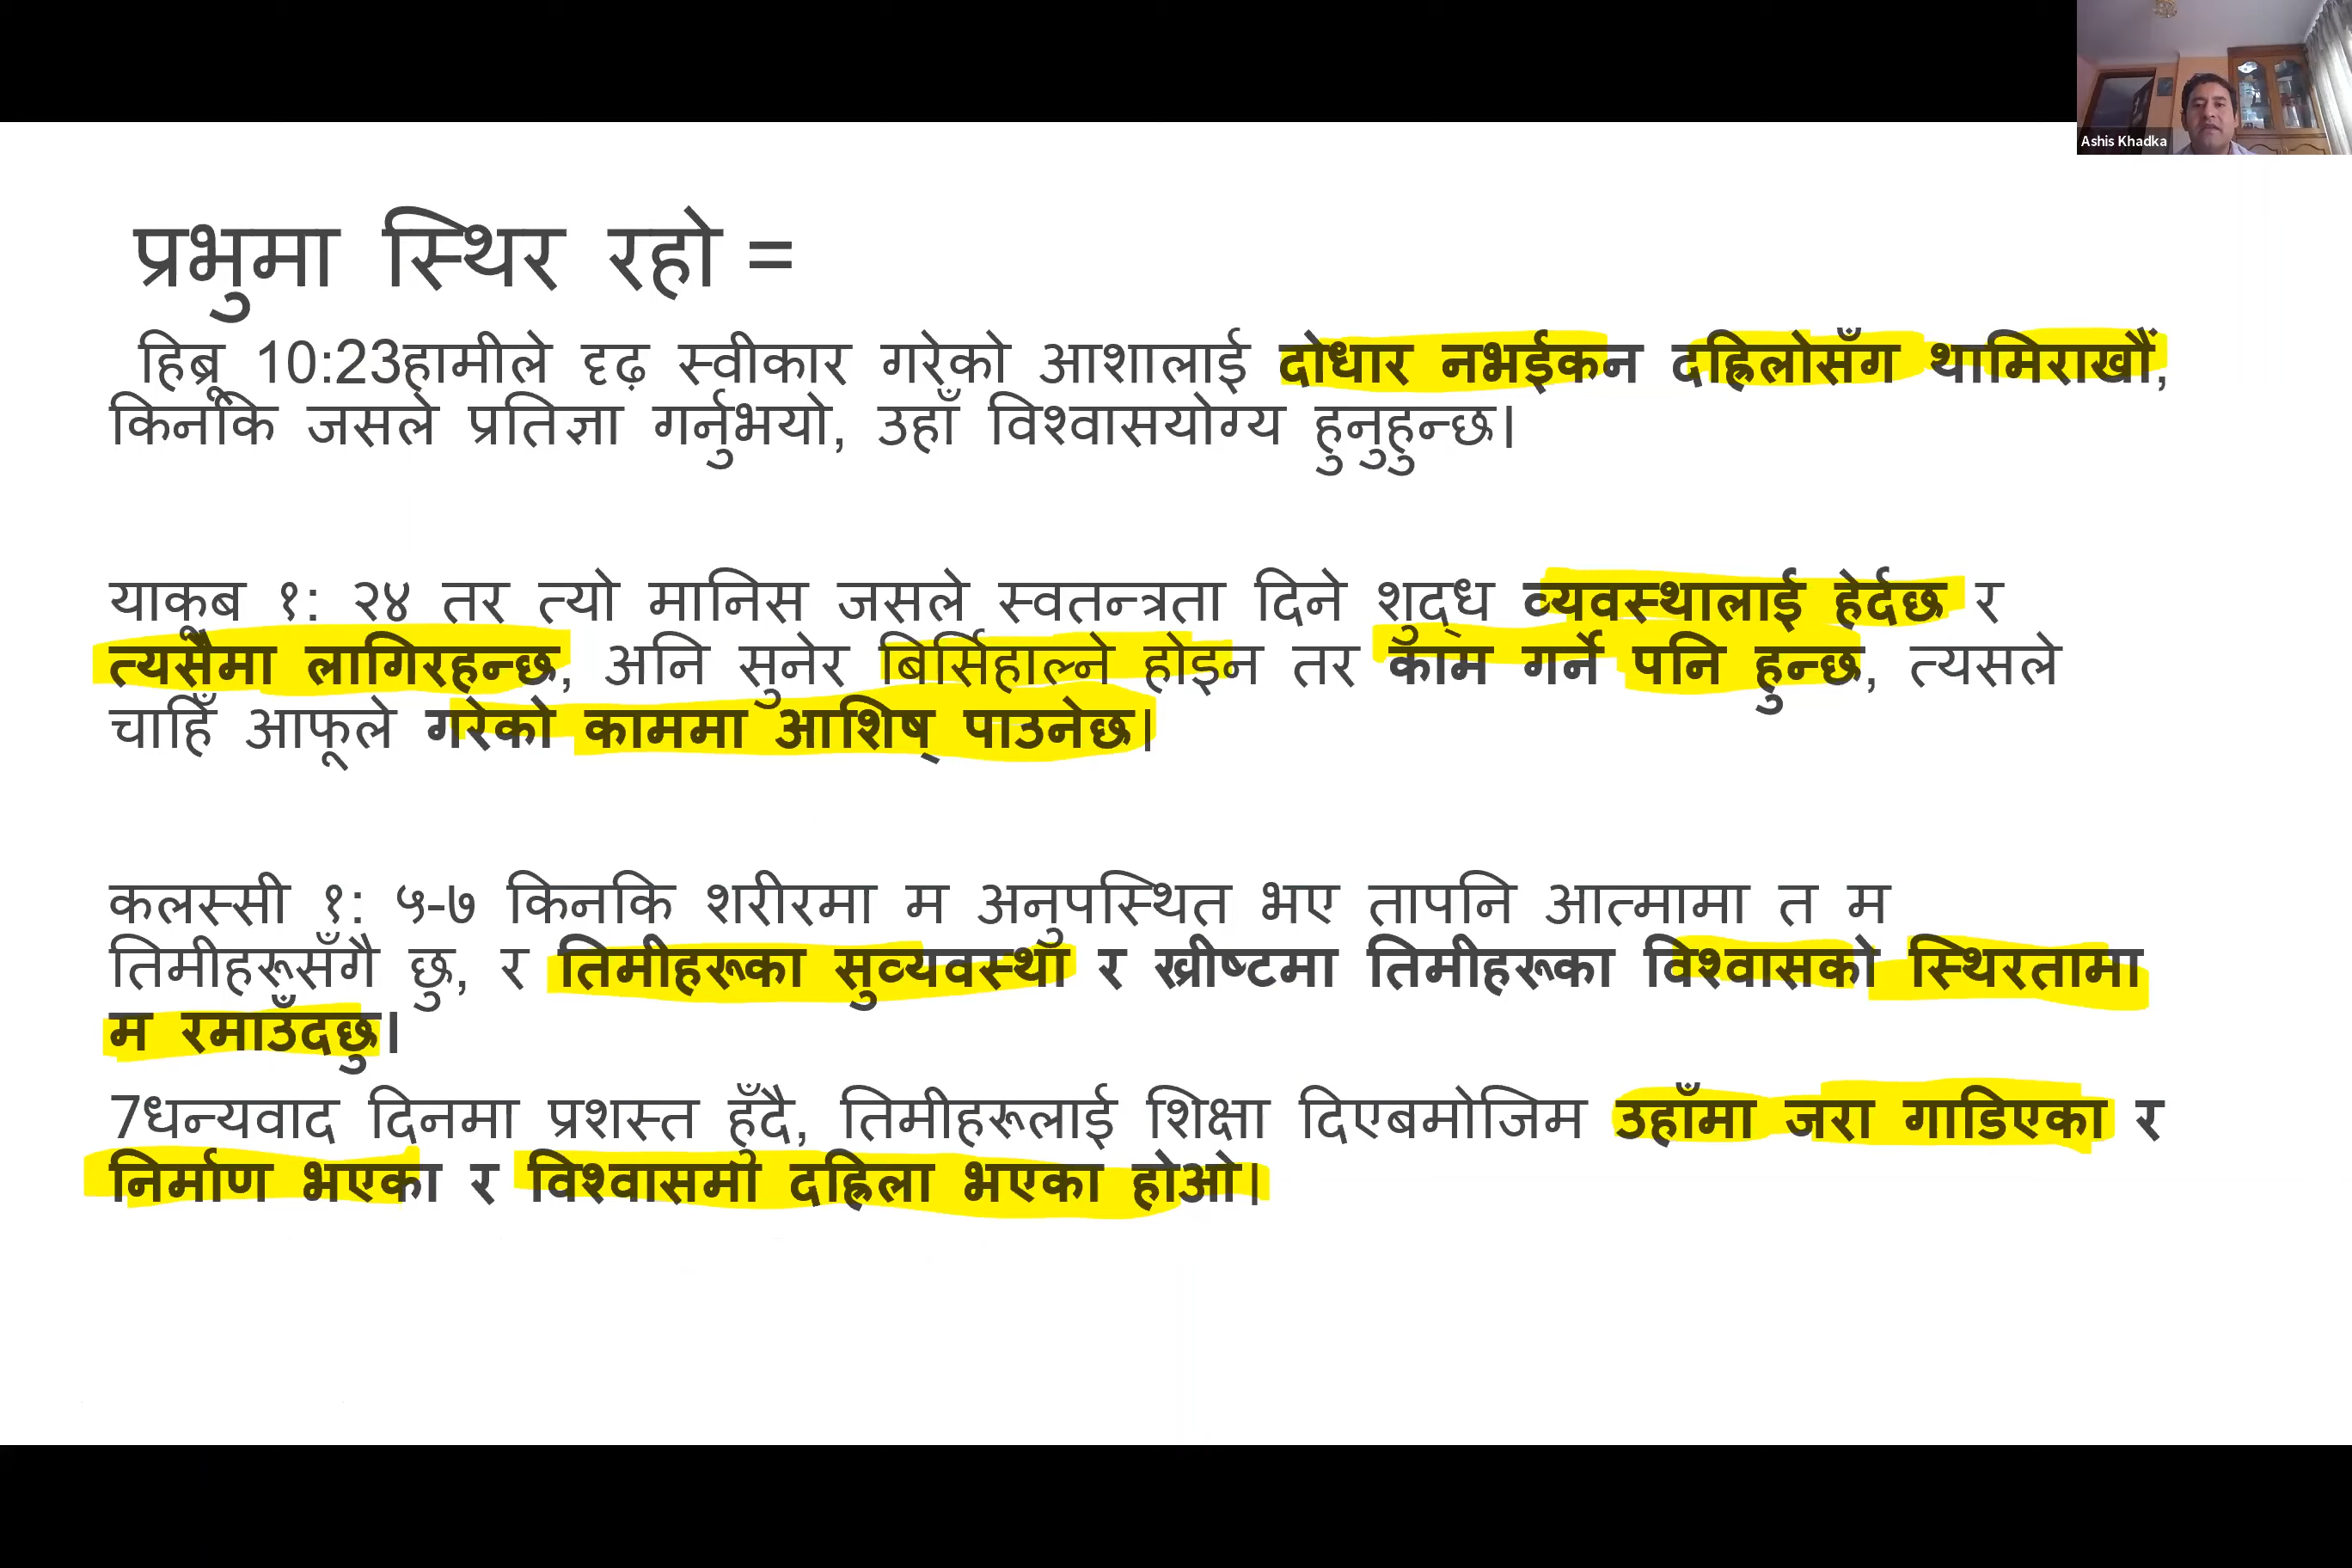 Ashis Khadka
प्रभुमा स्थिर रहो =
हिब्रू 10:23हामीले दृढ़ स्वीकार गरेको आशालाई दोधार नभईकन दह्रिलोसँग थामिराखौं,
किनकि जसले प्रतिज्ञा गर्नुभयो, उहाँ विश्वासयोग्य हुनुहुन्छ।
याकूब १: २४ तर त्यो मानिस जसले स्वतन्त्रता दिने शुद्ध व्यवस्थालाई हेर्दछ र
त्यसैमा लागिरहन्छ, अनि सुनेर बिर्सिहाल्ने होइन तर काम गर्ने पनि हुन्छ, त्यसले
चाहिँ आफूले गरेको काममा आशिष् पाउनेछ।
कलस्सी १: ५-७ किनकि शरीरमा म अनुपस्थित भए तापनि आत्मामा त म
तिमीहरूसँगै छु, र तिमीहरूका सुव्यवस्था र ख्रीष्टमा तिमीहरूका विश्वासको स्थिरतामा
म रमाउँदछु।
7धन्यवाद दिनमा प्रशस्त हुँदै, तिमीहरूलाई शिक्षा दिएबमोजिम उहाँमा जरा गाडिएका र
निर्माण भएका र विश्वासमा दह्रिला भएका होओ।